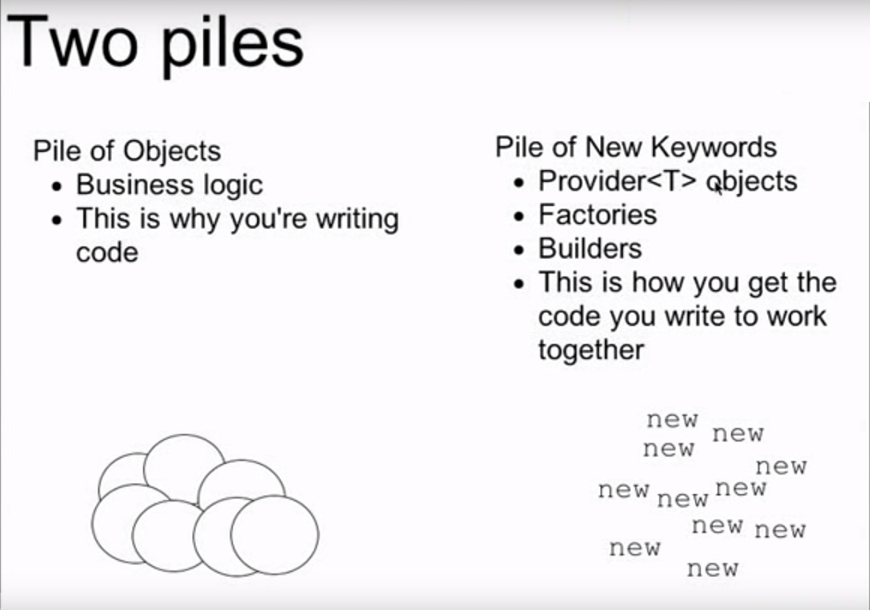 Two piles
Pile of Objects
• Business logic
• This is why you're writing
code
Pile of New Keywords
• Provider<T> objects
• Factories
• Builders
• This is how you get the
code you write to work
together
new
new
new
new
new
new
new
new
new
new
new